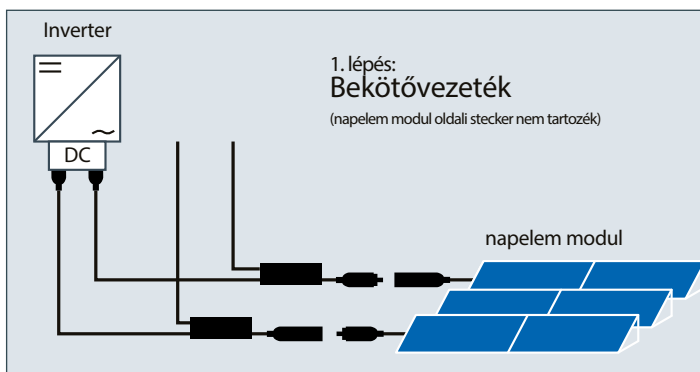 Inverter
1. lépés:
Bekötővezeték
(napelem modul oldali stecker nem tartozék)
DC
napelem modul